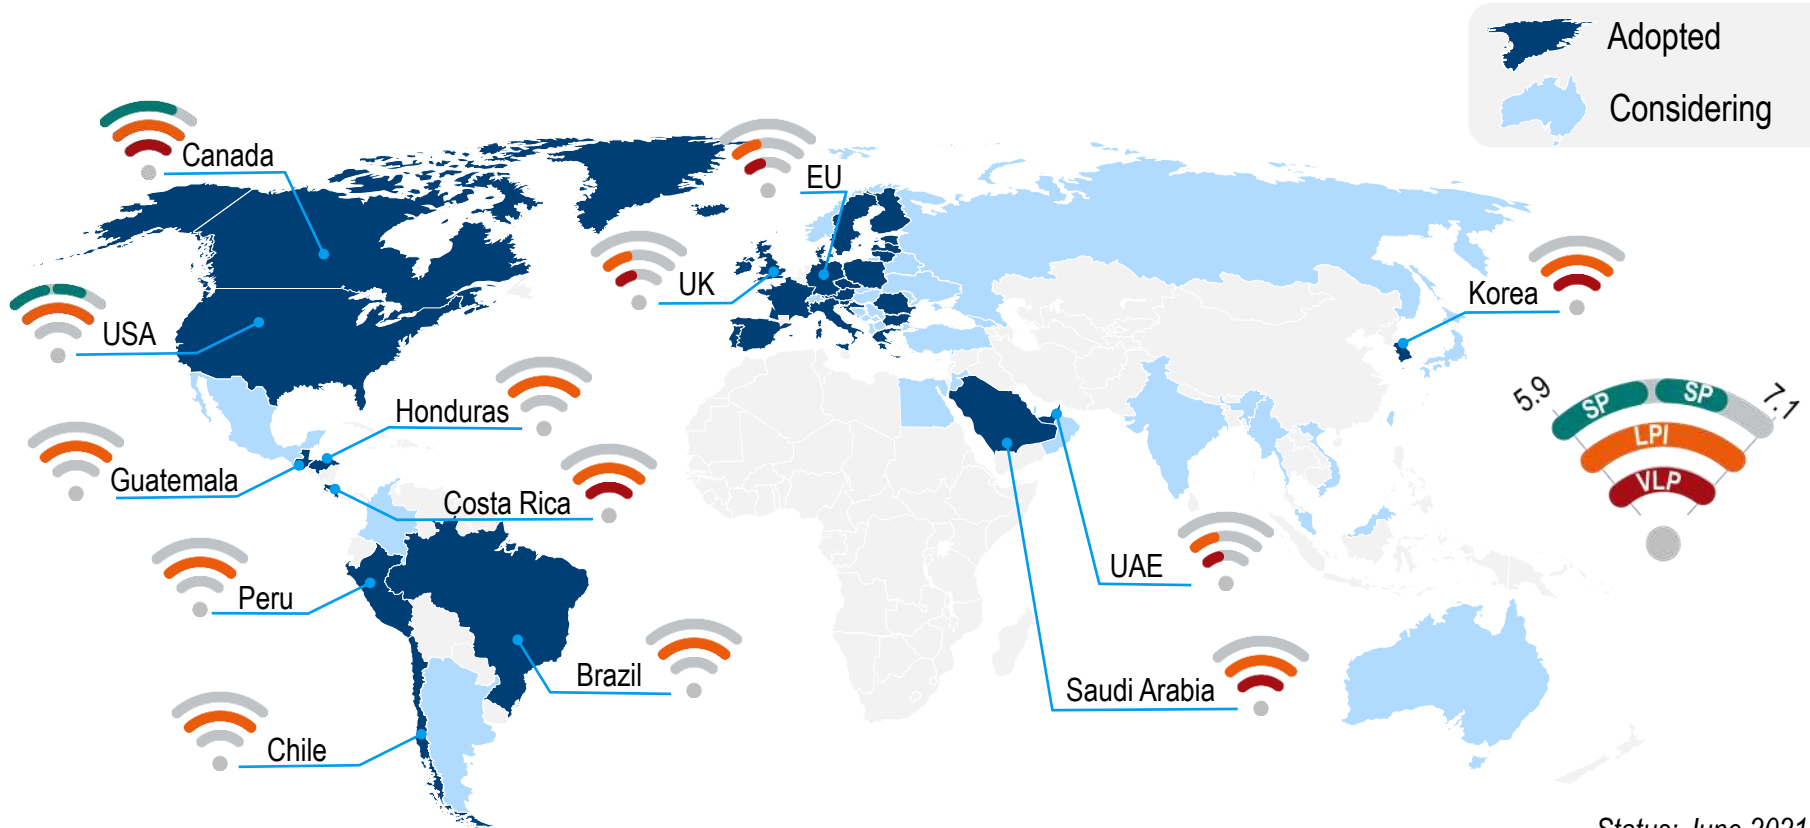 Adopted
Considering
Canada
EU
UK
USA
Korea
Honduras
Guatemala
Costa Rica
Peru
UAE
Brazil
Saudi Arabia
Chile
5.9
7.1
SP
SP
LPI
VLP
Status: June 2021